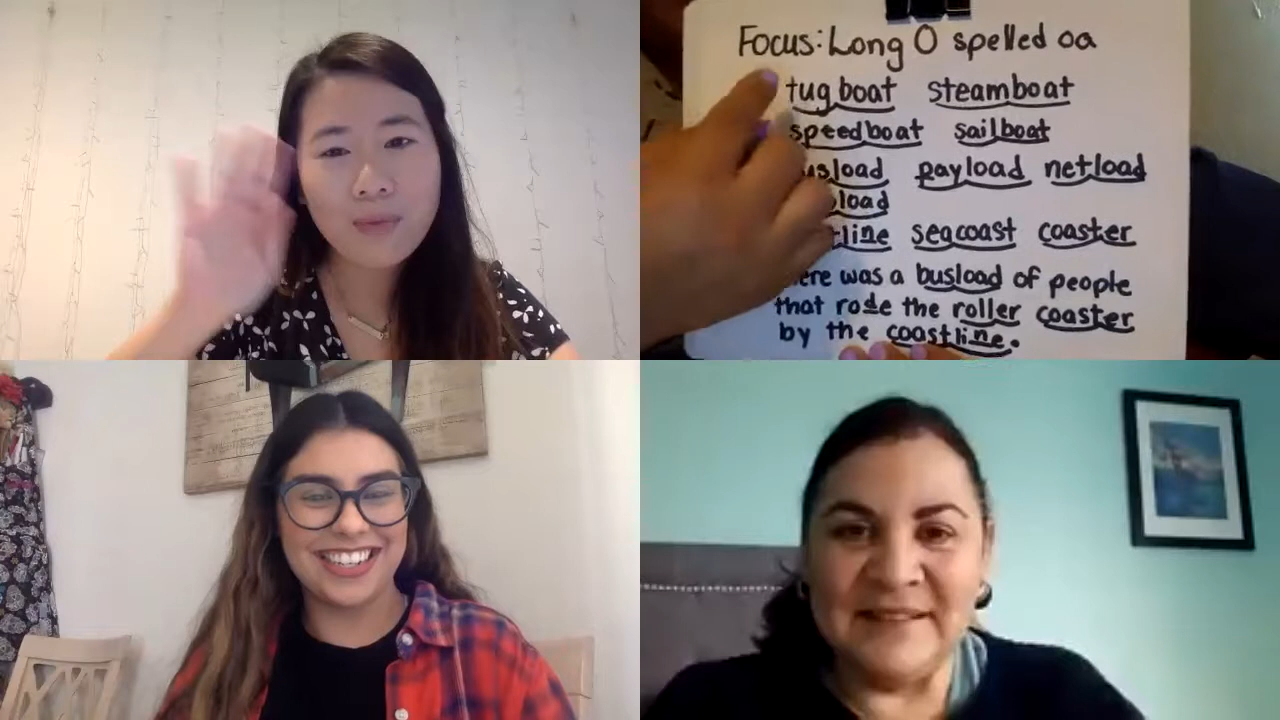 Focus: Long O spelled oa
tugboat steamboat
speedboat sailboat
payload netload
seacoast coaster
was a busload of people
that rode the roller coaster
by the coastline.